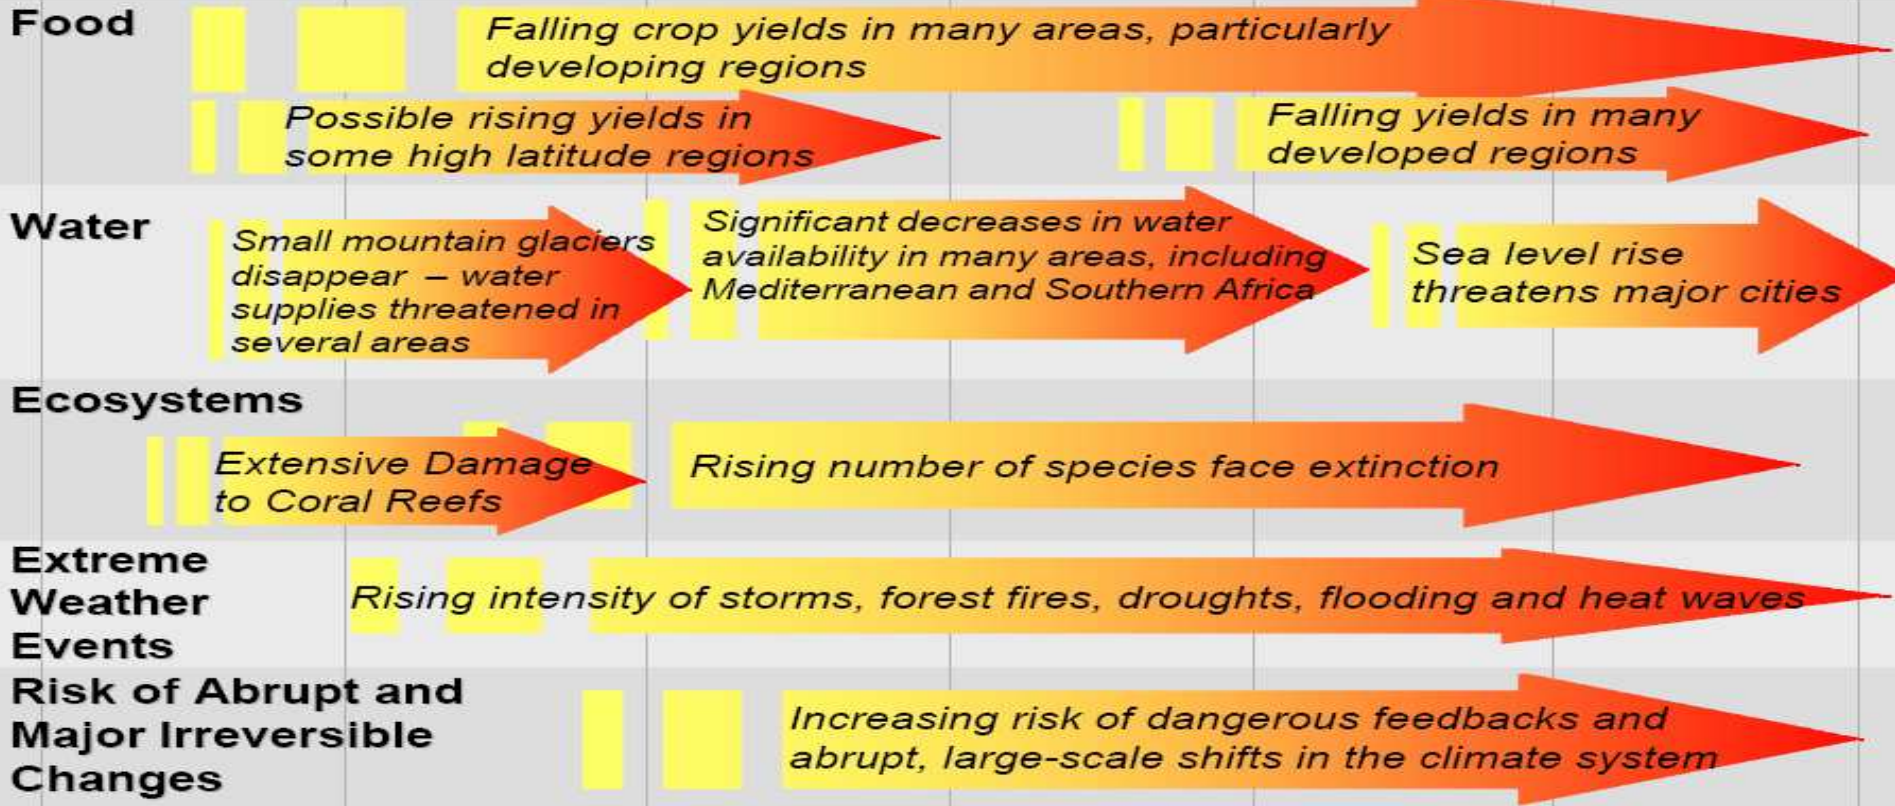 Food
Falling crop yields in many areas, particularly
developing regions
Possible rising yields in
some high latitude regions
Falling yields in many
developed regions
Water
Small mountain glaciers
disappear – water
supplies threatened in
several areas
Significant decreases in water
availability in many areas, including
Mediterranean and Southern Africa
Sea level rise
threatens major cities
Ecosystems
Extensive Damage
to Coral Reefs
Rising number of species face extinction
Extreme
Weather
Events
Rising intensity of storms, forest fires, droughts, flooding and heat waves
Risk of Abrupt and
Major Irreversible
Changes
Increasing risk of dangerous feedbacks and
abrupt, large-scale shifts in the climate system